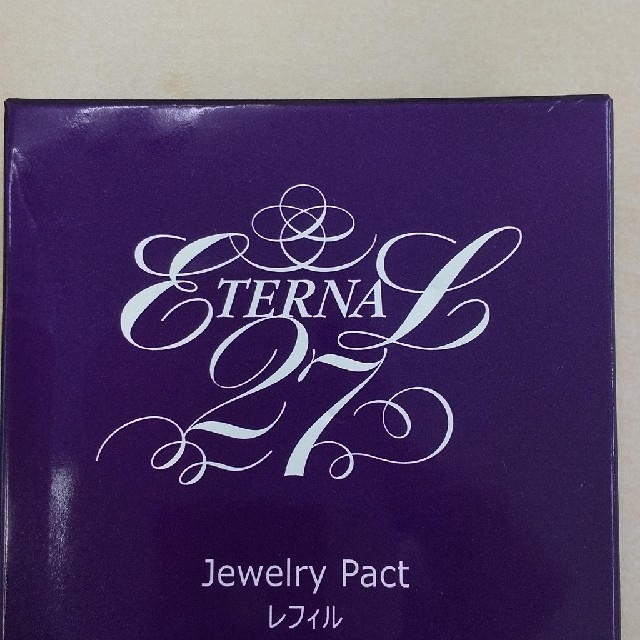 ETERNAL
27
Jewelry Pact
レフィル